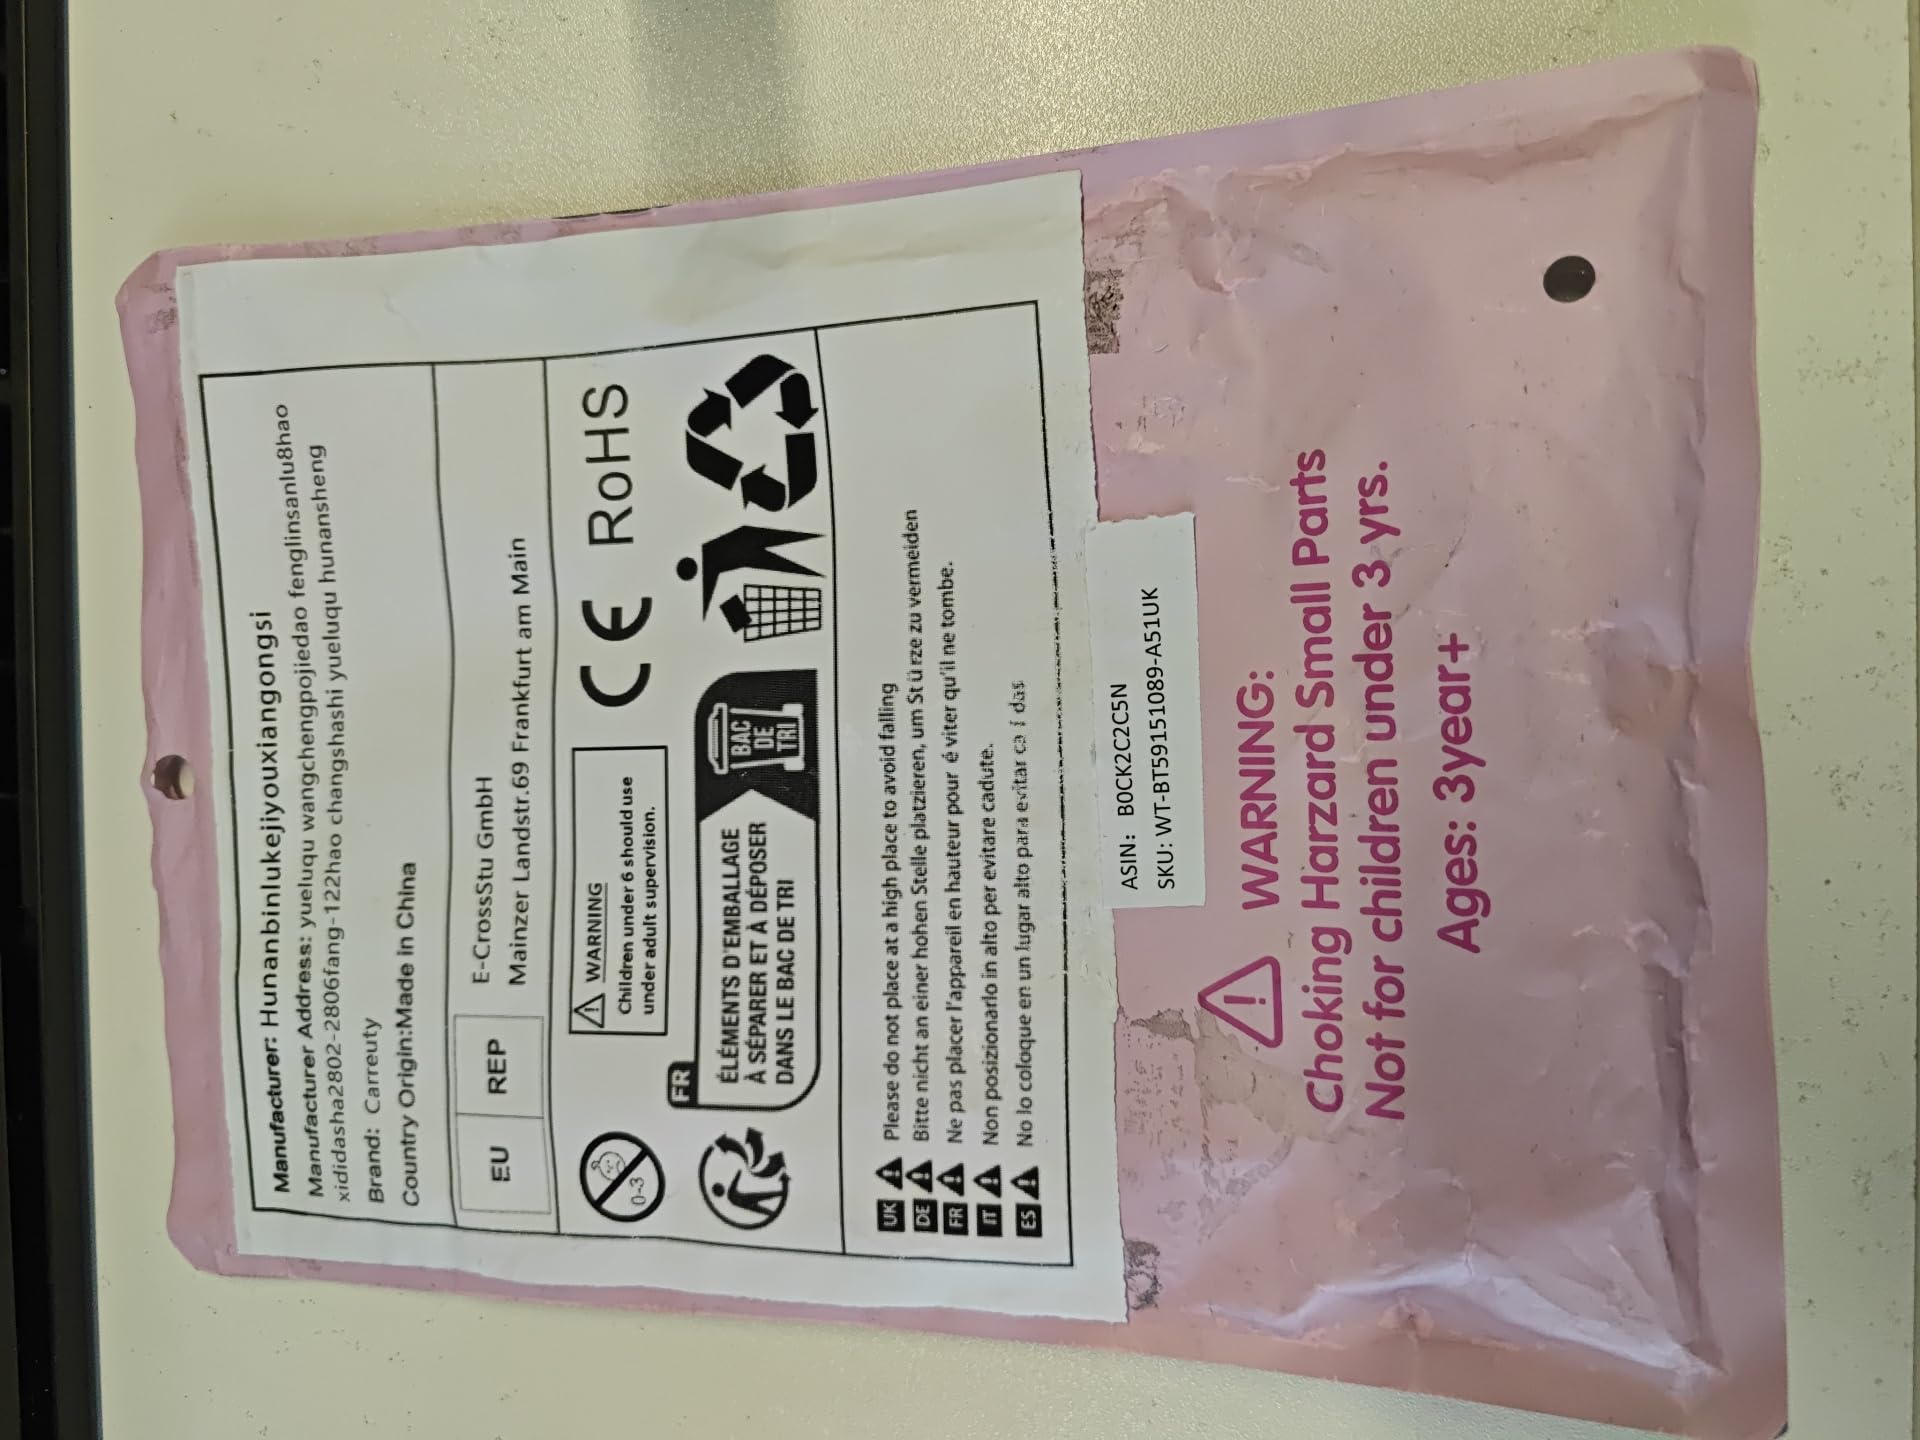 Manufacturer: Hunanbinlukejiyouxiangongsi
Manufacturer Address: yueluqu wangchengpojiedao fenglinsanlu8hao
xididasha2802-2806fang-122hao changshashi yueluqu hunansheng
Brand: Carreuty
Country Origin:Made in China
EU REP
E-CrossStu GmbH
Mainzer Landstr.69 Frankfurt am Main
0-3
WARNING
Children under 6 should use
under adult supervision.
CE RoHS
FR
ÉLÉMENTS D'EMBALLAGE
À SÉPARER ET À DÉPOSER
DANS LE BAC DE TRI
BAC
DE
TRI
UK Please do not place at a high place to avoid falling
DE Bitte nicht an einer hohen Stelle platzieren, um Stü rze zu vermeiden
FR Ne pas placer l'appareil en hauteur pour é viter qu'il ne tombe.
IT Non posizionarlo in alto per evitare cadute.
ES No lo coloque en un lugar alto para evitar ca í das
ASIN: B0CK2C2C5N
SKU: WT-BT59151089-A51UK
WARNING:
Choking Harzard Small Parts
Not for children under 3 yrs.
Ages: 3year+